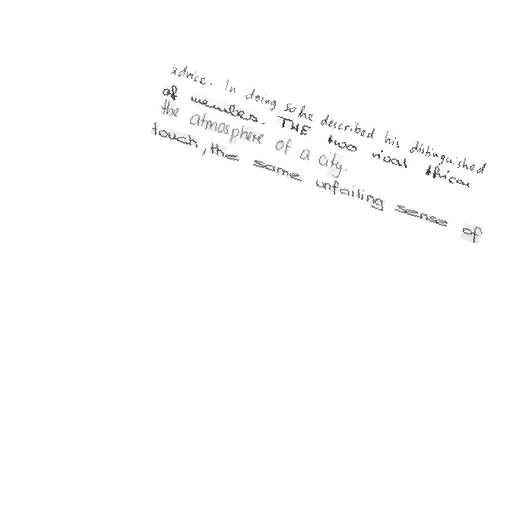 advice. In doing so he described his distinguished
of members. THE two rival African
the atmosphere of a city.
touch, the same unfailing sense of